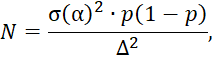 N = σ(α)² · p(1 − p) / Δ²,